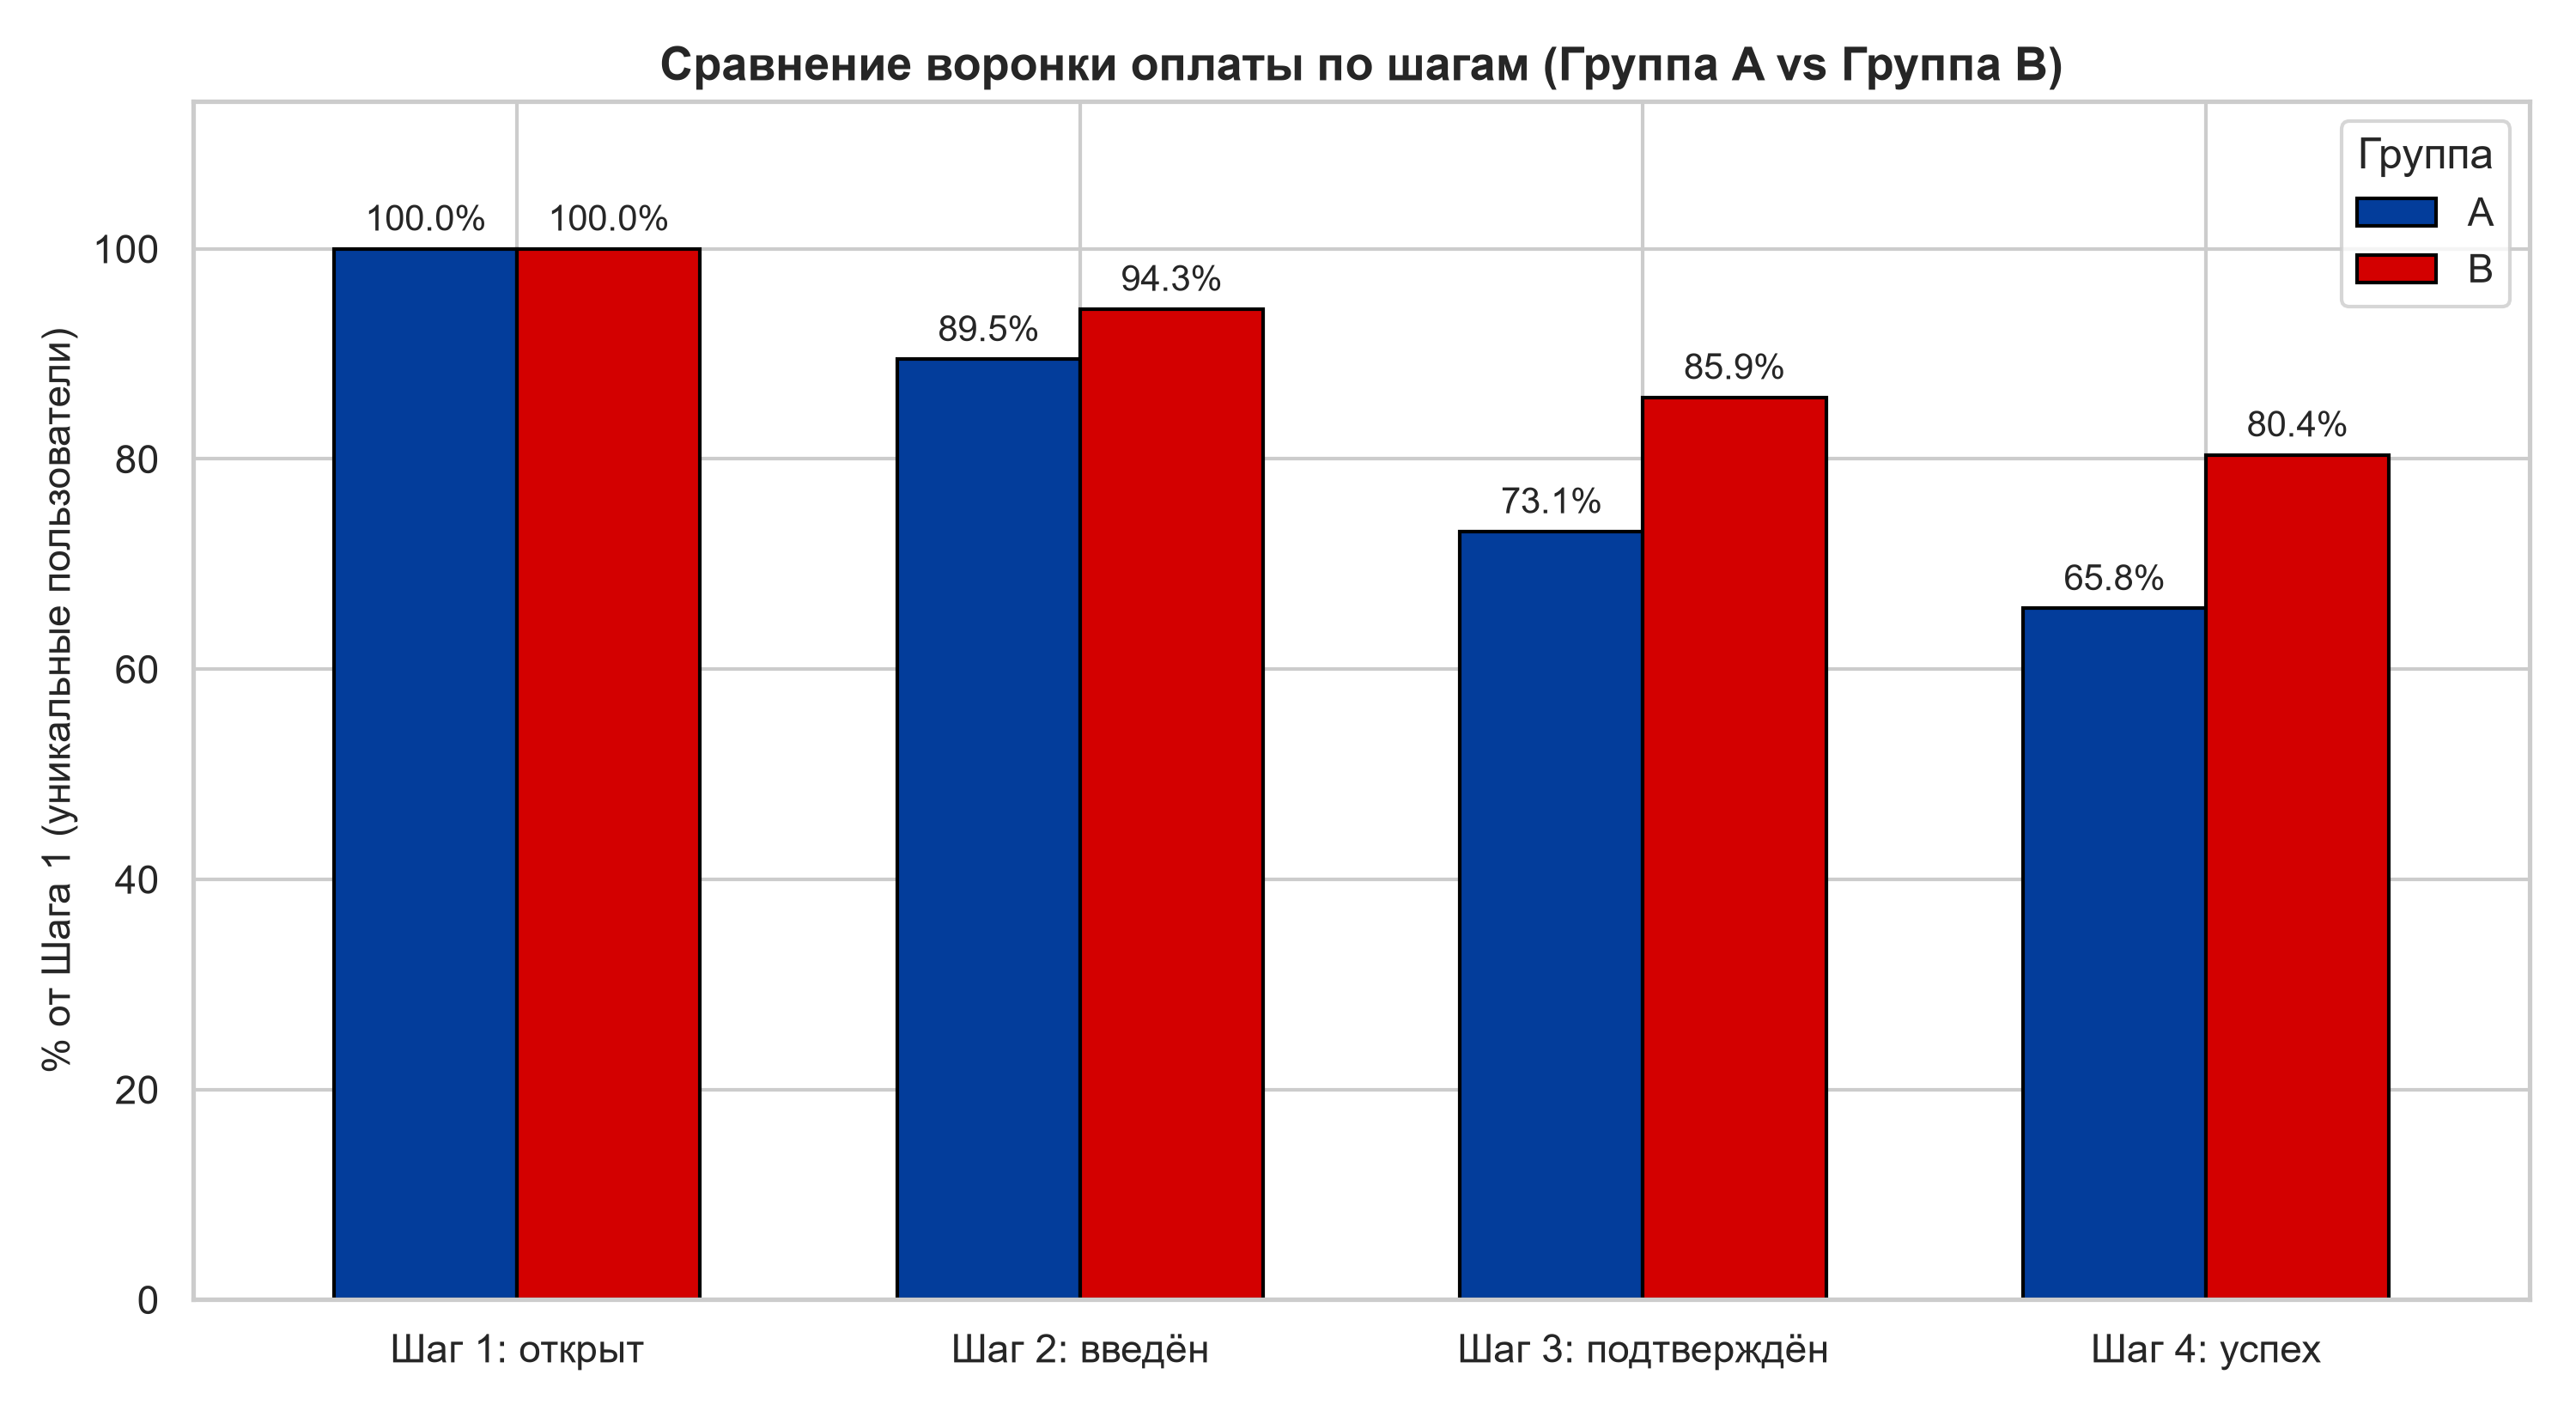 Сравнение воронки оплаты по шагам (Группа A vs Группа B)
Группа
A
B
100.0% 100.0%
94.3%
89.5%
85.9%
80.4%
73.1%
65.8%
% от Шага 1 (уникальные пользователи)
100
80
60
40
20
0
Шаг 1: открыт Шаг 2: введён Шаг 3: подтверждён Шаг 4: успех